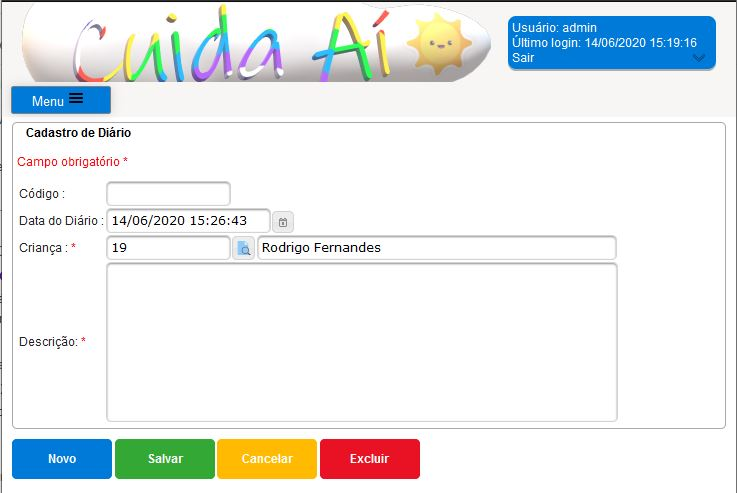 Cuida Aí
Usuário: admin
Último login: 14/06/2020 15:19:16
Sair
Menu
Cadastro de Diário
Campo obrigatório *
Código :
Data do Diário : 14/06/2020 15:26:43
Criança : * 19 Rodrigo Fernandes
Descrição: *
Novo Salvar Cancelar Excluir